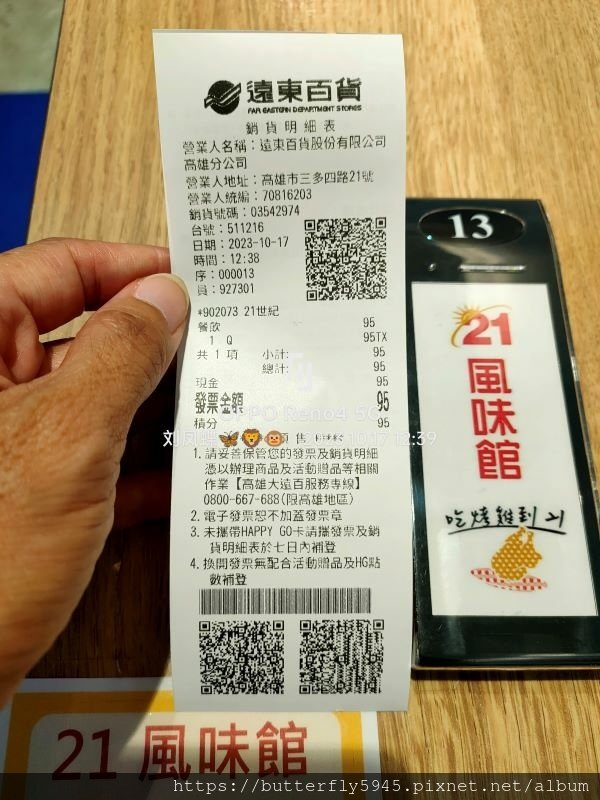 遠東百貨
FAR EASTERN DEPARTMENT STORES
銷貨明細表
營業人名稱：遠東百貨股份有限公司
高雄分公司
營業人地址：高雄市三多四路21號
營業人統編：70816203
銷貨號碼：03542974
台號：511216
日期：2023-10-17
時間：12:38
序：000013
員：927301
*902073 21世紀
餐飲 95
1 Q 95TX
共 1 項 小計: 95
總計: 95
現金 95
發票金額 95
積分 95
OPPO Reno4 5G
10.17 12:39
1. 請妥善保管您的發票及銷貨明細
憑以辦理商品及活動贈品等相關
作業【高雄大遠百服務專線】
0800-667-688(限高雄地區)
2. 電子發票恕不加蓋發票章
3. 未攜帶HAPPY GO卡請攜發票及銷
貨明細表於七日內補登
4. 換開發票無配合活動贈品及HG點
數補登
13
21
風味館
吃烤雞到 21
21 風味館
https://butterfly5945.pixnet.net/album